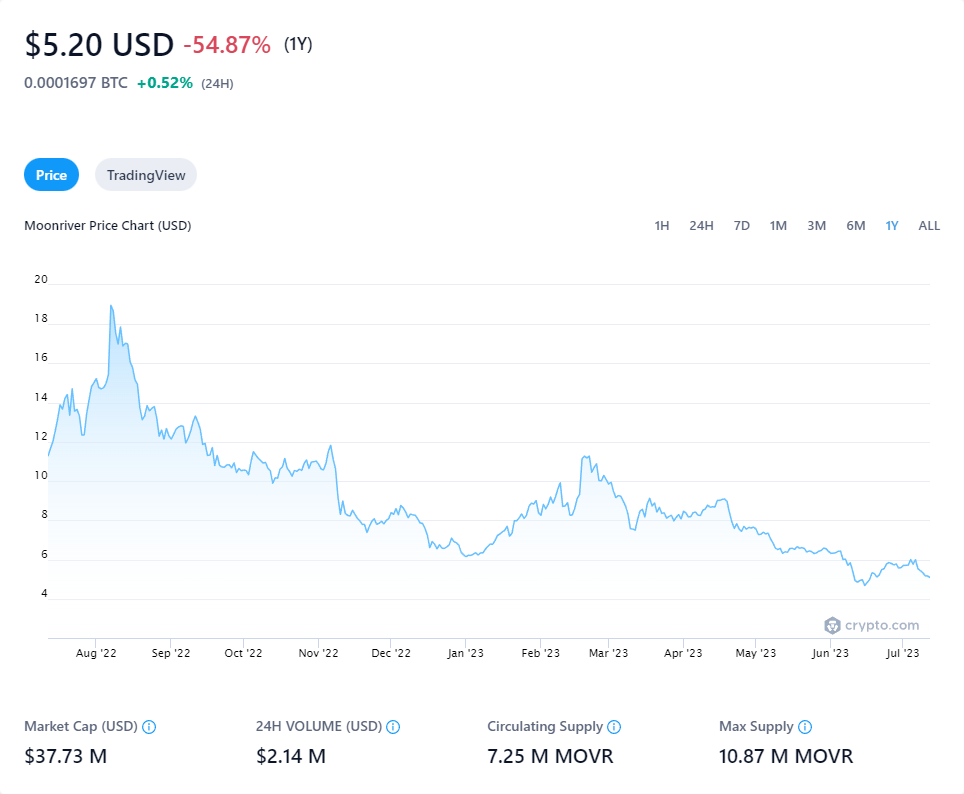 $5.20 USD -54.87% (1Y)
0.0001697 BTC +0.52% (24H)
Price TradingView
Moonriver Price Chart (USD) 1H 24H 7D 1M 3M 6M 1Y ALL
20
18
16
14
12
10
8
6
4
crypto.com
Aug '22 Sep '22 Oct '22 Nov '22 Dec '22 Jan '23 Feb '23 Mar '23 Apr '23 May '23 Jun '23 Jul '23
Market Cap (USD) 24H VOLUME (USD) Circulating Supply Max Supply
$37.73 M $2.14 M 7.25 M MOVR 10.87 M MOVR